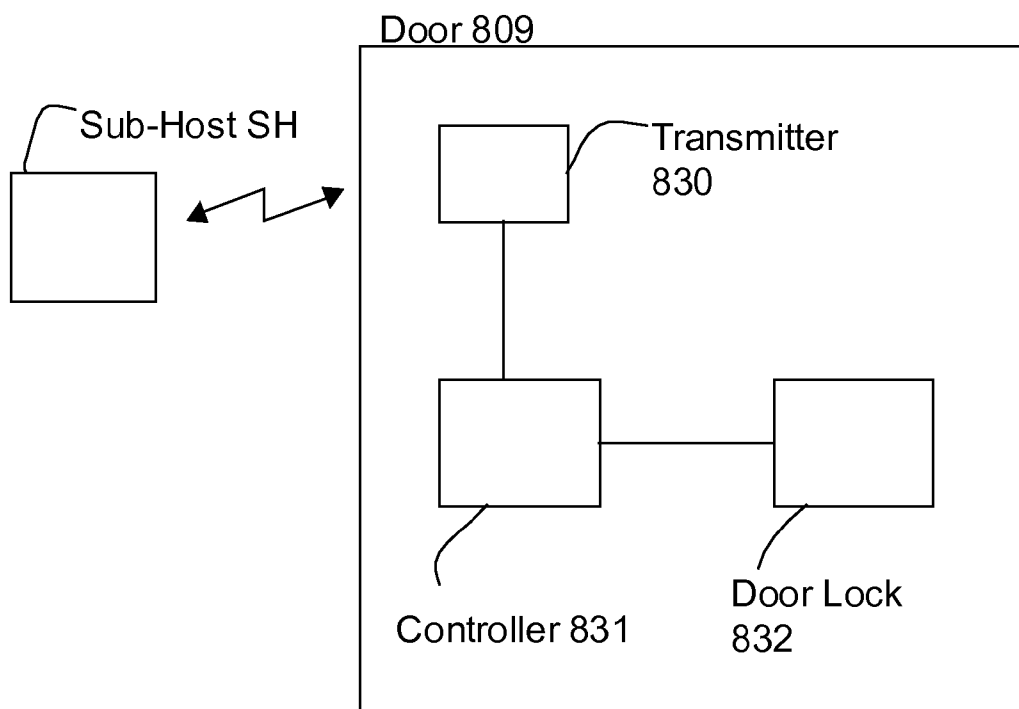 Door 809
Sub-Host SH
Transmitter
830
Controller 831
Door Lock
832